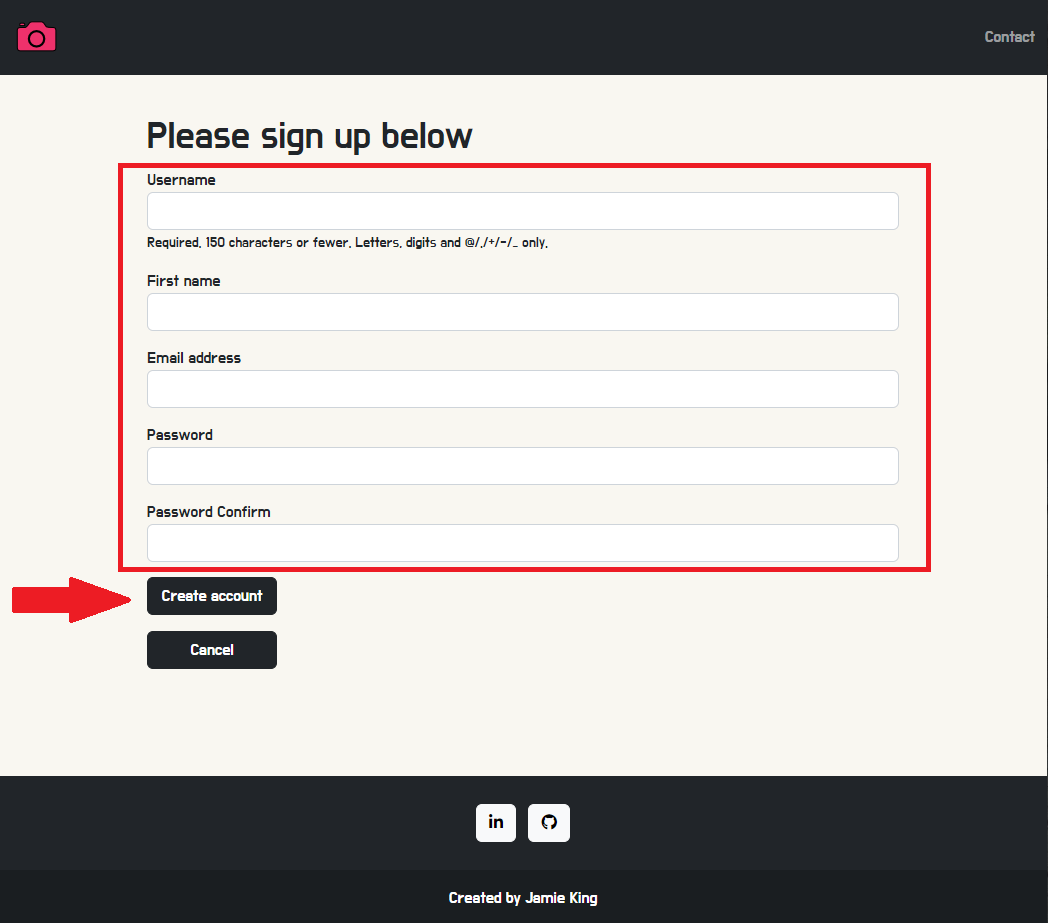 Contact
Please sign up below
Username
Required. 150 characters or fewer. Letters, digits and @/./+/-/_ only.
First name
Email address
Password
Password Confirm
Create account
Cancel
in
Created by Jamie King